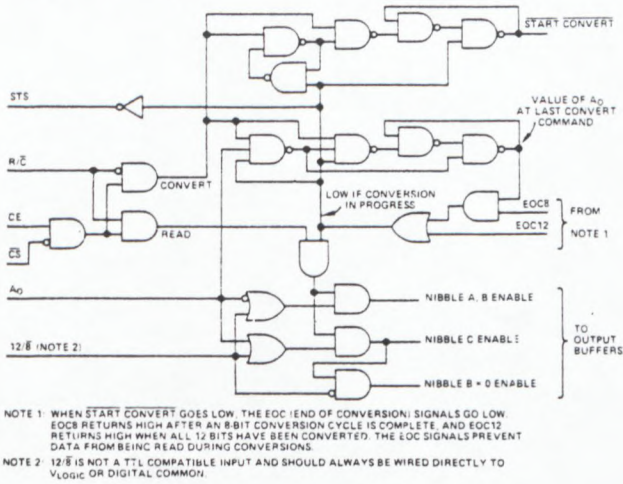 START CONVERT
STS
VALUE OF A0
AT LAST CONVERT
COMMAND
R/C
CONVERT
LOW IF CONVERSION
IN PROGRESS
EOC8
FROM
NOTE 1
EOC12
CE
READ
CS
A0
NIBBLE A, B ENABLE
12/8 (NOTE 2)
NIBBLE C ENABLE
TO
OUTPUT
BUFFERS
NIBBLE B = 0 ENABLE
NOTE 1: WHEN START CONVERT GOES LOW, THE EOC (END OF CONVERSION) SIGNALS GO LOW.
EOC8 RETURNS HIGH AFTER AN 8-BIT CONVERSION CYCLE IS COMPLETE, AND EOC12
RETURNS HIGH WHEN ALL 12 BITS HAVE BEEN CONVERTED. THE EOC SIGNALS PREVENT
DATA FROM BEING READ DURING CONVERSIONS.
NOTE 2: 12/8 IS NOT A TTL COMPATIBLE INPUT AND SHOULD ALWAYS BE WIRED DIRECTLY TO
VLOGIC OR DIGITAL COMMON.